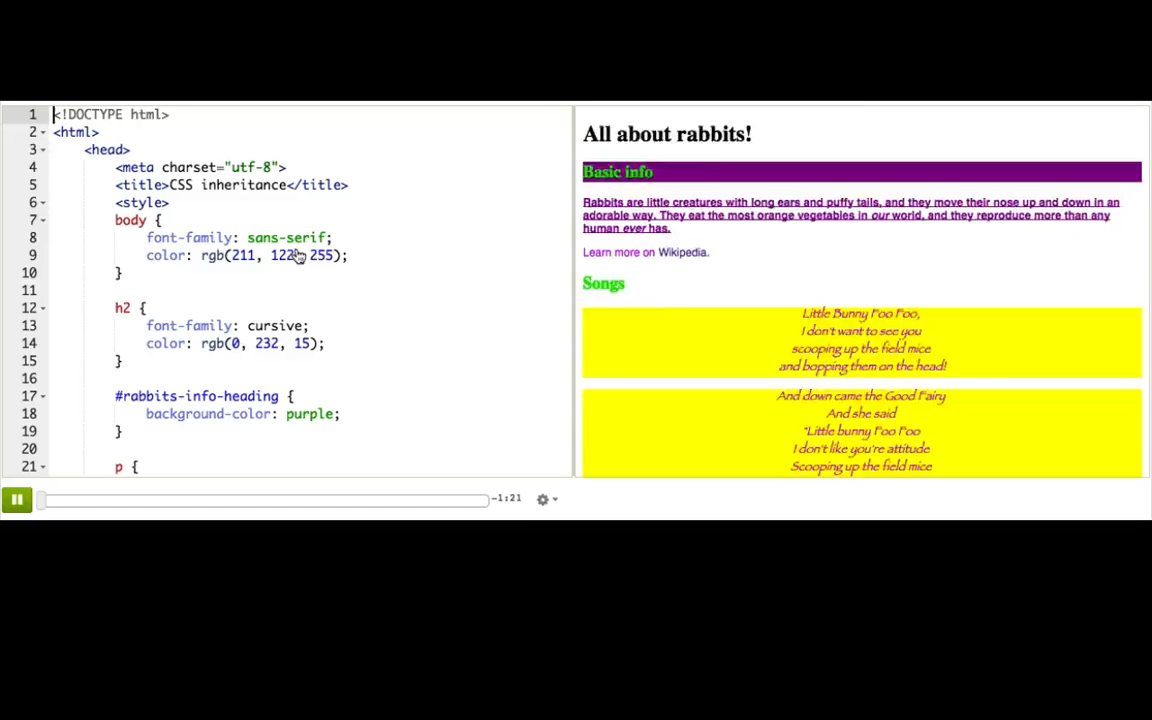 1 <!DOCTYPE html>
2 <html>
3 <head>
4 <meta charset="utf-8">
5 <title>CSS inheritance</title>
6 <style>
7 body {
8 font-family: sans-serif;
9 color: rgb(211, 122, 255);
10 }
11
12 h2 {
13 font-family: cursive;
14 color: rgb(0, 232, 15);
15 }
16
17 #rabbits-info-heading {
18 background-color: purple;
19 }
20
21 p {
-1:21
All about rabbits!
Basic info
Rabbits are little creatures with long ears and puffy tails, and they move their nose up and down in an
adorable way. They eat the most orange vegetables in our world, and they reproduce more than any
human ever has.
Learn more on Wikipedia.
Songs
Little Bunny Foo Foo,
I don't want to see you
scooping up the field mice
and bopping them on the head!
And down came the Good Fairy
And she said
"Little bunny Foo Foo
I don't like you're attitude
Scooping up the field mice